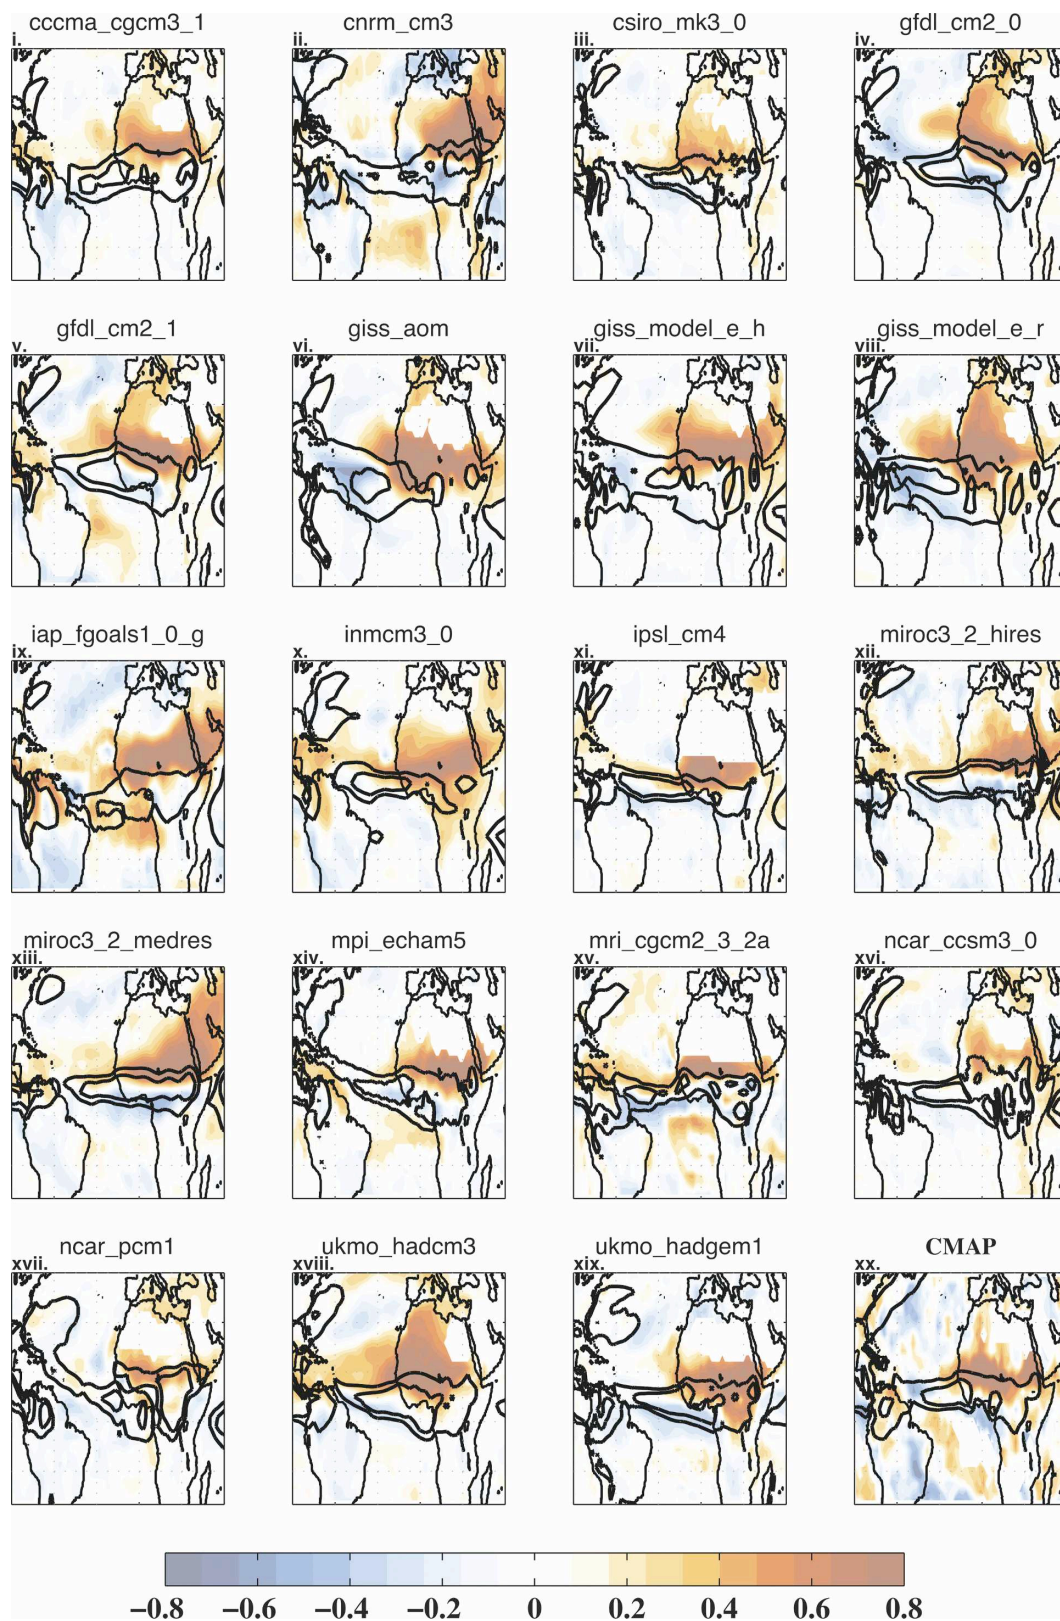 cccma_cgcm3_1 cnrm_cm3 csiro_mk3_0 gfdl_cm2_0
i. ii. iii. iv.
gfdl_cm2_1 giss_aom giss_model_e_h giss_model_e_r
v. vi. vii. viii.
iap_fgoals1_0_g inmcm3_0 ipsl_cm4 miroc3_2_hires
ix. x. xi. xii.
miroc3_2_medres mpi_echam5 mri_cgcm2_3_2a ncar_ccsm3_0
xiii. xiv. xv. xvi.
ncar_pcm1 ukmo_hadcm3 ukmo_hadgem1 CMAP
xvii. xviii. xix. xx.
−0.8 −0.6 −0.4 −0.2 0 0.2 0.4 0.6 0.8